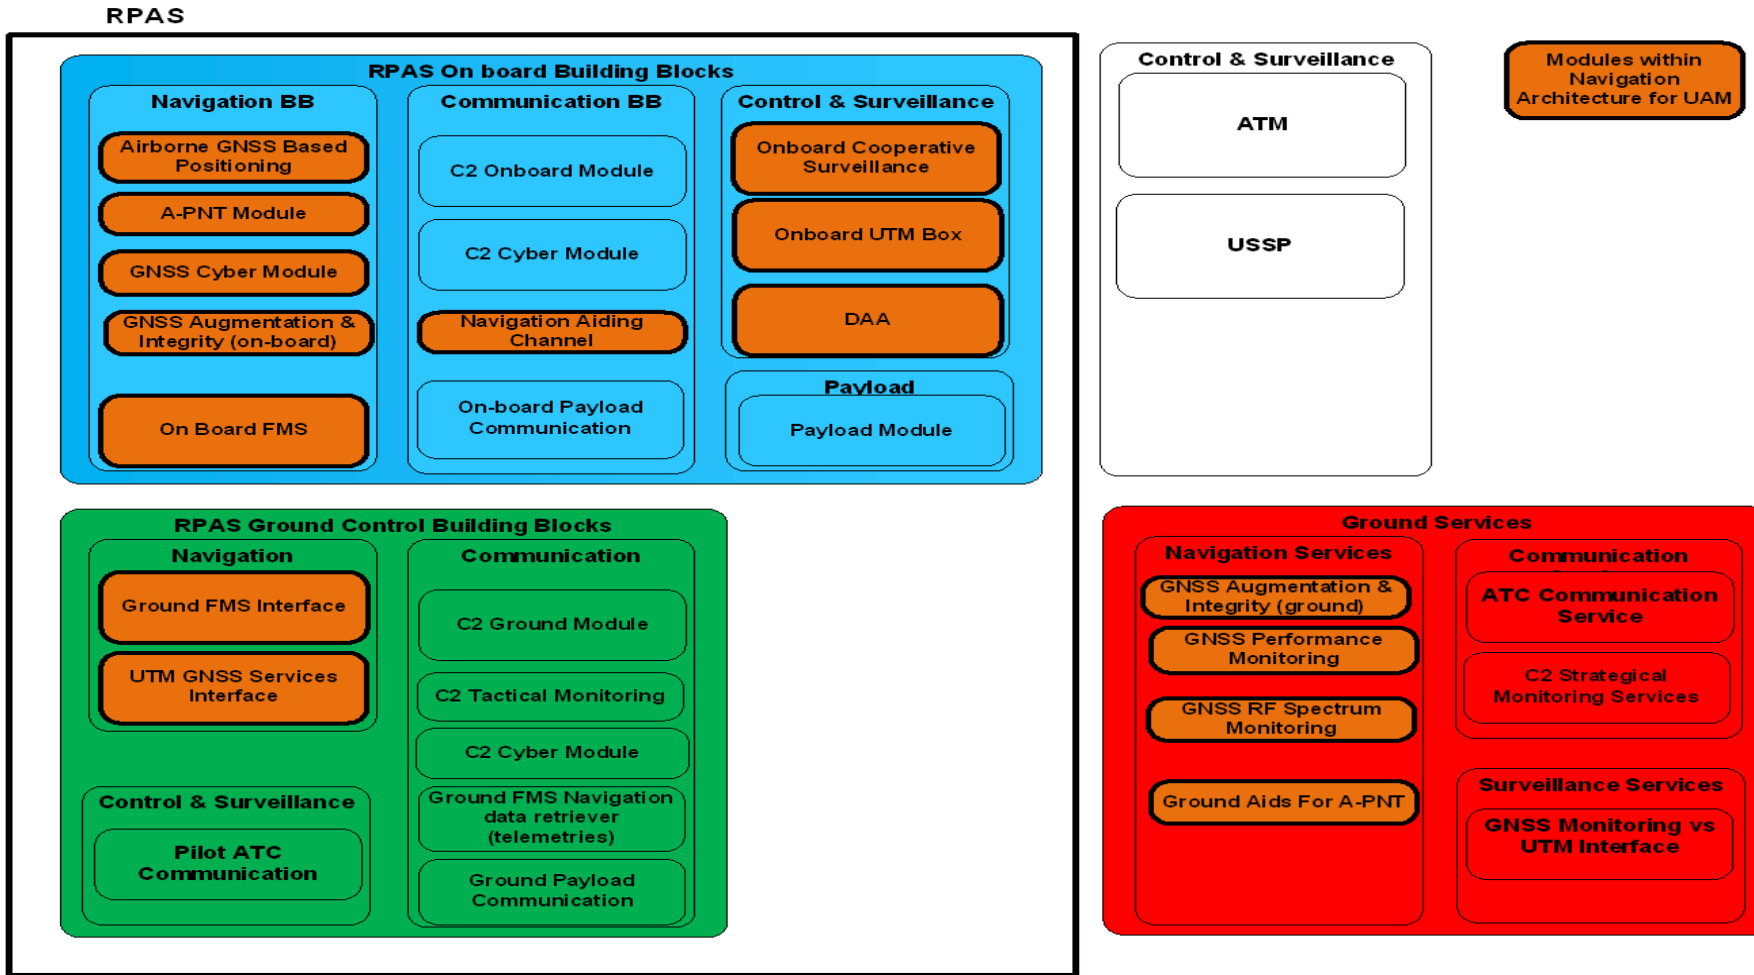 RPAS
RPAS On board Building Blocks
Navigation BB
Airborne GNSS Based
Positioning
A-PNT Module
GNSS Cyber Module
GNSS Augmentation &
Integrity (on-board)
On Board FMS
Communication BB
C2 Onboard Module
C2 Cyber Module
Navigation Aiding
Channel
On-board Payload
Communication
Control & Surveillance
Onboard Cooperative
Surveillance
Onboard UTM Box
DAA
Payload
Payload Module
Control & Surveillance
ATM
USSP
Modules within
Navigation
Architecture for UAM
RPAS Ground Control Building Blocks
Navigation
Ground FMS Interface
UTM GNSS Services
Interface
Control & Surveillance
Pilot ATC
Communication
Communication
C2 Ground Module
C2 Tactical Monitoring
C2 Cyber Module
Ground FMS Navigation
data retriever
(telemetries)
Ground Payload
Communication
Ground Services
Navigation Services
GNSS Augmentation &
Integrity (ground)
GNSS Performance
Monitoring
GNSS RF Spectrum
Monitoring
Ground Aids For A-PNT
Communication
ATC Communication
Service
C2 Strategical
Monitoring Services
Surveillance Services
GNSS Monitoring vs
UTM Interface